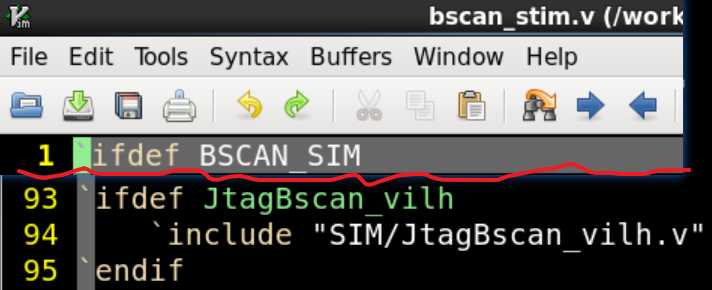 Vim
bscan_stim.v (/work
File Edit Tools Syntax Buffers Window Help
1 `ifdef BSCAN_SIM
93 `ifdef JtagBscan_vilh
94 `include "SIM/JtagBscan_vilh.v"
95 `endif